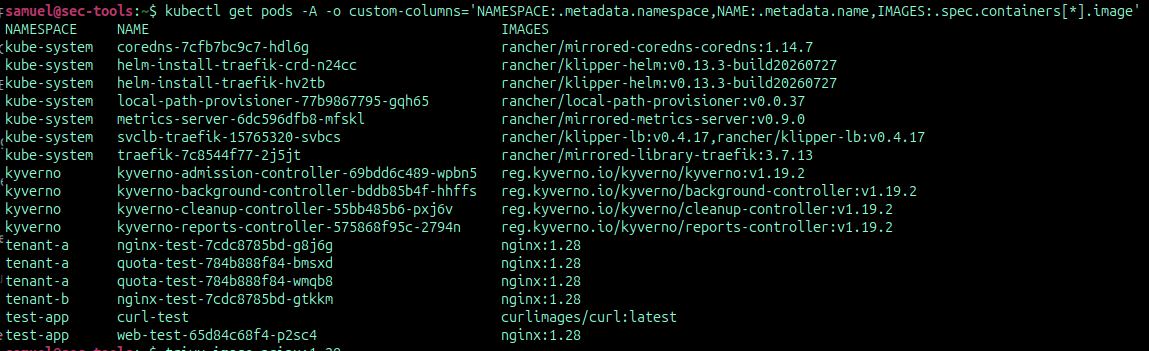 samuel@sec-tools:~$ kubectl get pods -A -o custom-columns='NAMESPACE:.metadata.namespace,NAME:.metadata.name,IMAGES:.spec.containers[*].image'
NAMESPACE NAME IMAGES
kube-system coredns-7cfb7bc9c7-hdl6g rancher/mirrored-coredns-coredns:1.14.7
kube-system helm-install-traefik-crd-n24cc rancher/klipper-helm:v0.13.3-build20260727
kube-system helm-install-traefik-hv2tb rancher/klipper-helm:v0.13.3-build20260727
kube-system local-path-provisioner-77b9867795-gqh65 rancher/local-path-provisioner:v0.0.37
kube-system metrics-server-6dc596dfb8-mfskl rancher/mirrored-metrics-server:v0.9.0
kube-system svclb-traefik-15765320-svbcs rancher/klipper-lb:v0.4.17,rancher/klipper-lb:v0.4.17
kube-system traefik-7c8544f77-2j5jt rancher/mirrored-library-traefik:3.7.13
kyverno kyverno-admission-controller-69bdd6c489-wpbn5 reg.kyverno.io/kyverno/kyverno:v1.19.2
kyverno kyverno-background-controller-bddb85b4f-hhffs reg.kyverno.io/kyverno/background-controller:v1.19.2
kyverno kyverno-cleanup-controller-55bb485b6-pxj6v reg.kyverno.io/kyverno/cleanup-controller:v1.19.2
kyverno kyverno-reports-controller-575868f95c-2794n reg.kyverno.io/kyverno/reports-controller:v1.19.2
tenant-a nginx-test-7cdc8785bd-g8j6g nginx:1.28
tenant-a quota-test-784b888f84-bmsxd nginx:1.28
tenant-a quota-test-784b888f84-wmqb8 nginx:1.28
tenant-b nginx-test-7cdc8785bd-gtkkm nginx:1.28
test-app curl-test curlimages/curl:latest
test-app web-test-65d84c68f4-p2sc4 nginx:1.28